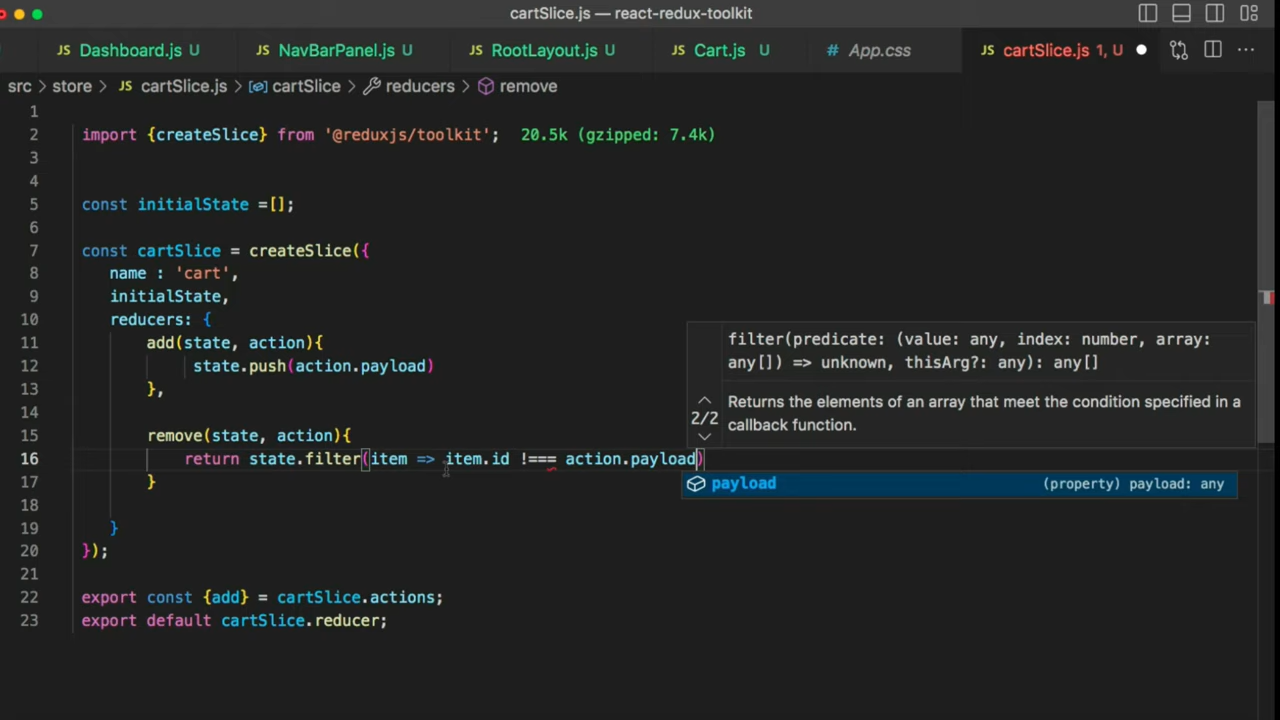 cartSlice.js — react-redux-toolkit
JS Dashboard.js U JS NavBarPanel.js U JS RootLayout.js U JS Cart.js U # App.css JS cartSlice.js 1, U
src > store > JS cartSlice.js > cartSlice > reducers > remove
1
2 import {createSlice} from '@reduxjs/toolkit'; 20.5k (gzipped: 7.4k)
3
4
5 const initialState =[];
6
7 const cartSlice = createSlice({
8 name : 'cart',
9 initialState,
10 reducers: {
11 add(state, action){
12 state.push(action.payload)
13 },
14
15 remove(state, action){
16 return state.filter(item => item.id !=== action.payload)
17 }
18
19 }
20 });
21
22 export const {add} = cartSlice.actions;
23 export default cartSlice.reducer;
filter(predicate: (value: any, index: number, array:
any[]) => unknown, thisArg?: any): any[]
2/2
Returns the elements of an array that meet the condition specified in a
callback function.
payload (property) payload: any